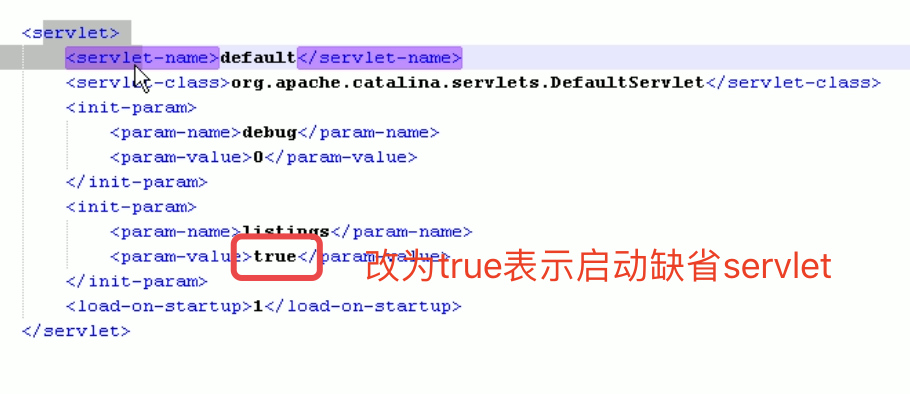 <servlet>
<servlet-name>default</servlet-name>
<servlet-class>org.apache.catalina.servlets.DefaultServlet</servlet-class>
<init-param>
<param-name>debug</param-name>
<param-value>0</param-value>
</init-param>
<init-param>
<param-name>listings</param-name>
<param-value>true</param-value>
改为true表示启动缺省servlet
</init-param>
<load-on-startup>1</load-on-startup>
</servlet>